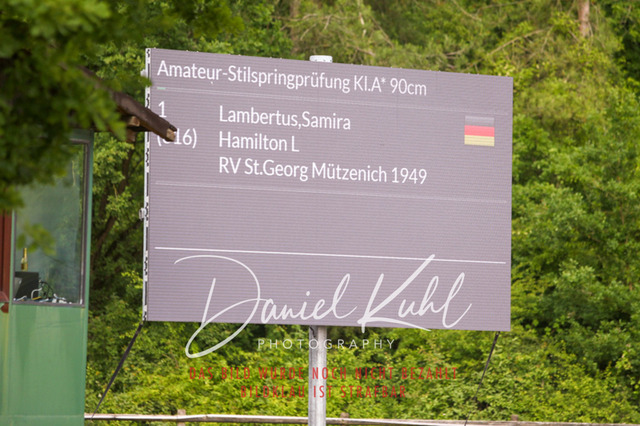 Amateur-Stilspringprüfung Kl.A* 90cm
1 Lambertus,Samira
Hamilton L
RV St.Georg Mützenich 1949
Daniel Kuhl
PHOTOGRAPHY
DAS BILD WURDE NOCH NICHT BEZAHLT
BILDKLAU IST STRAFBAR.